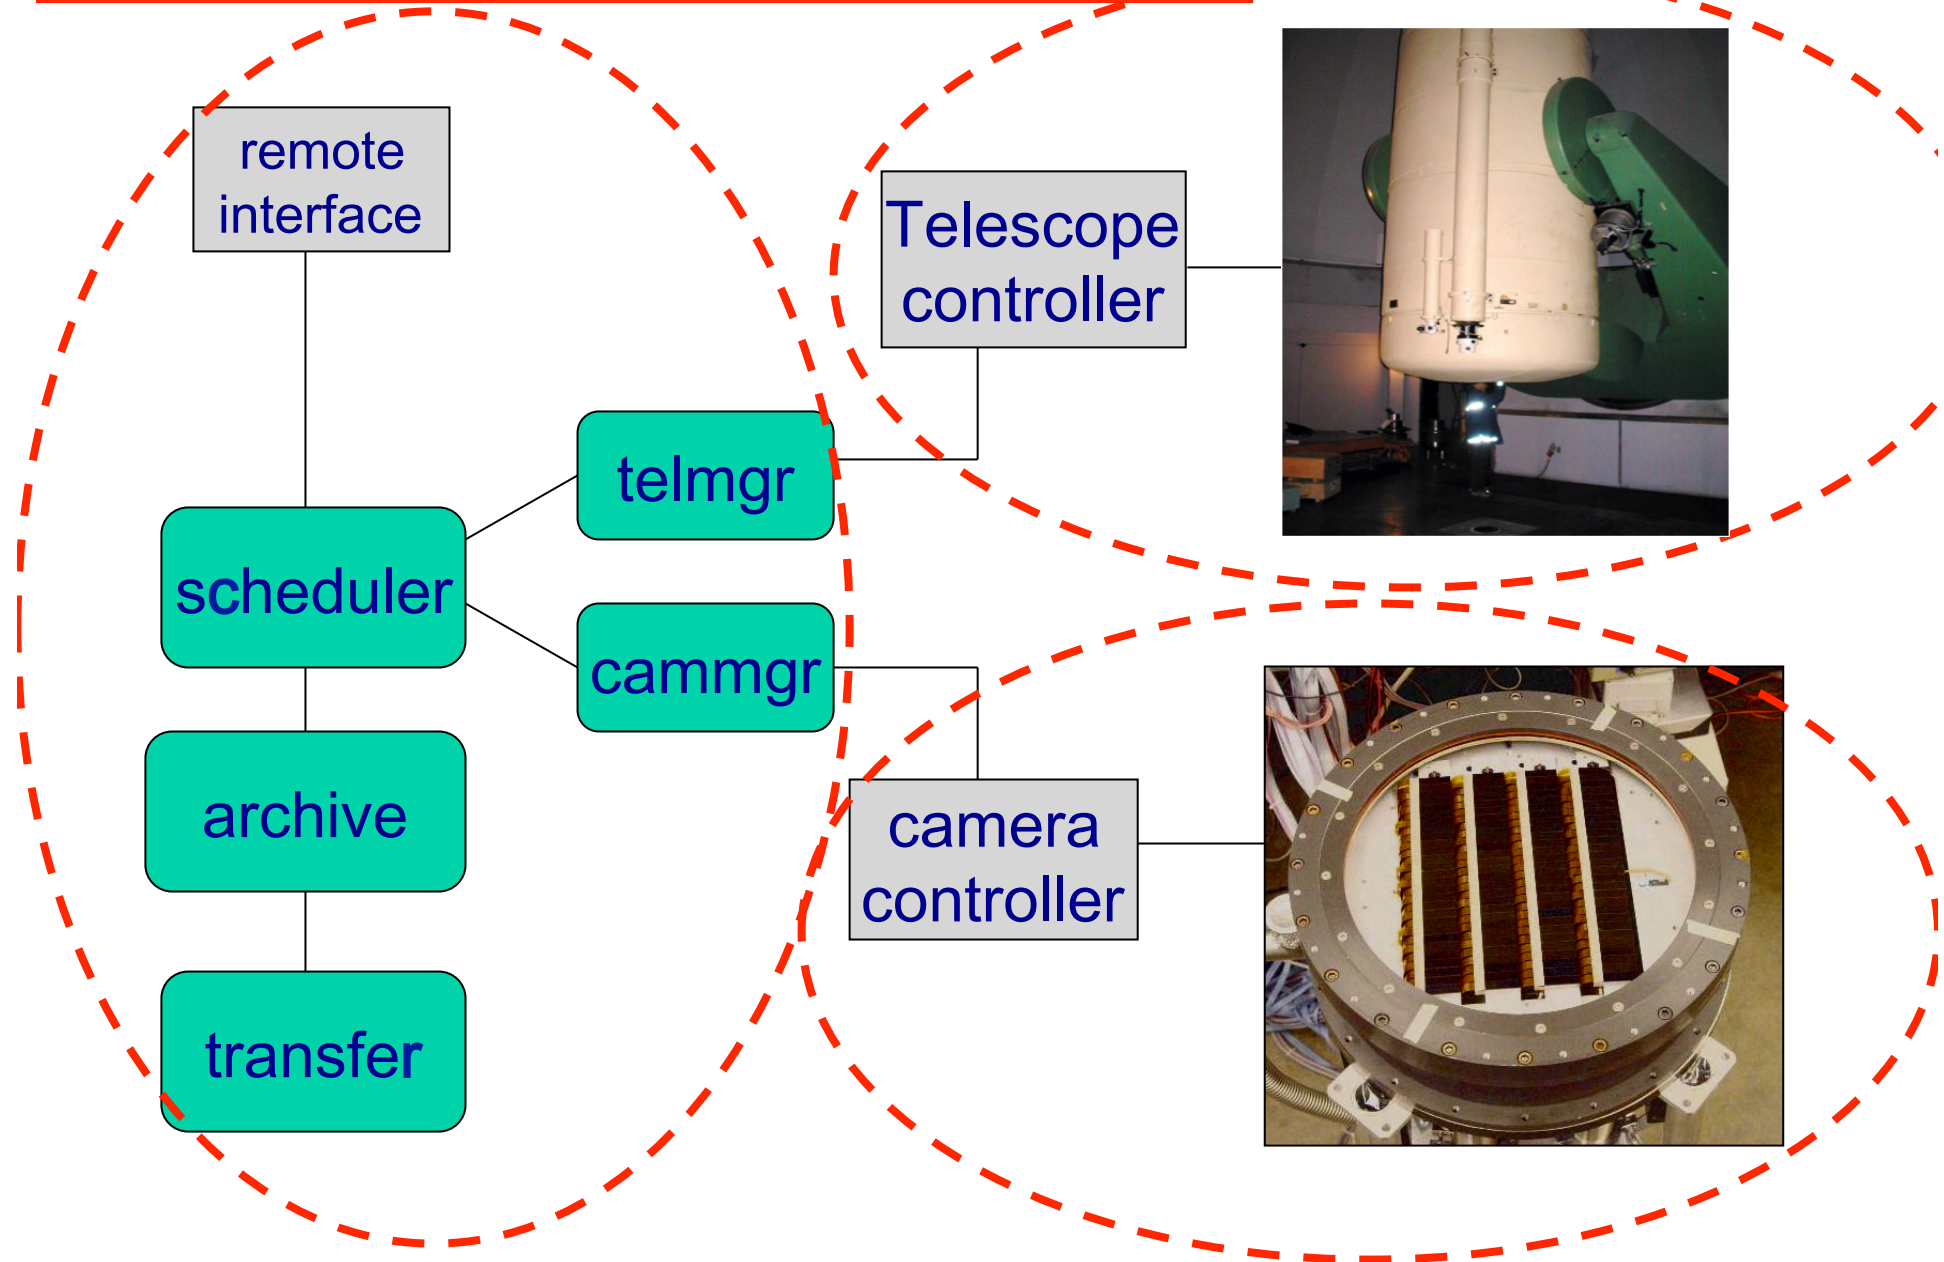 remote
interface
Telescope
controller
telmgr
scheduler
cammgr
archive
camera
controller
transfer